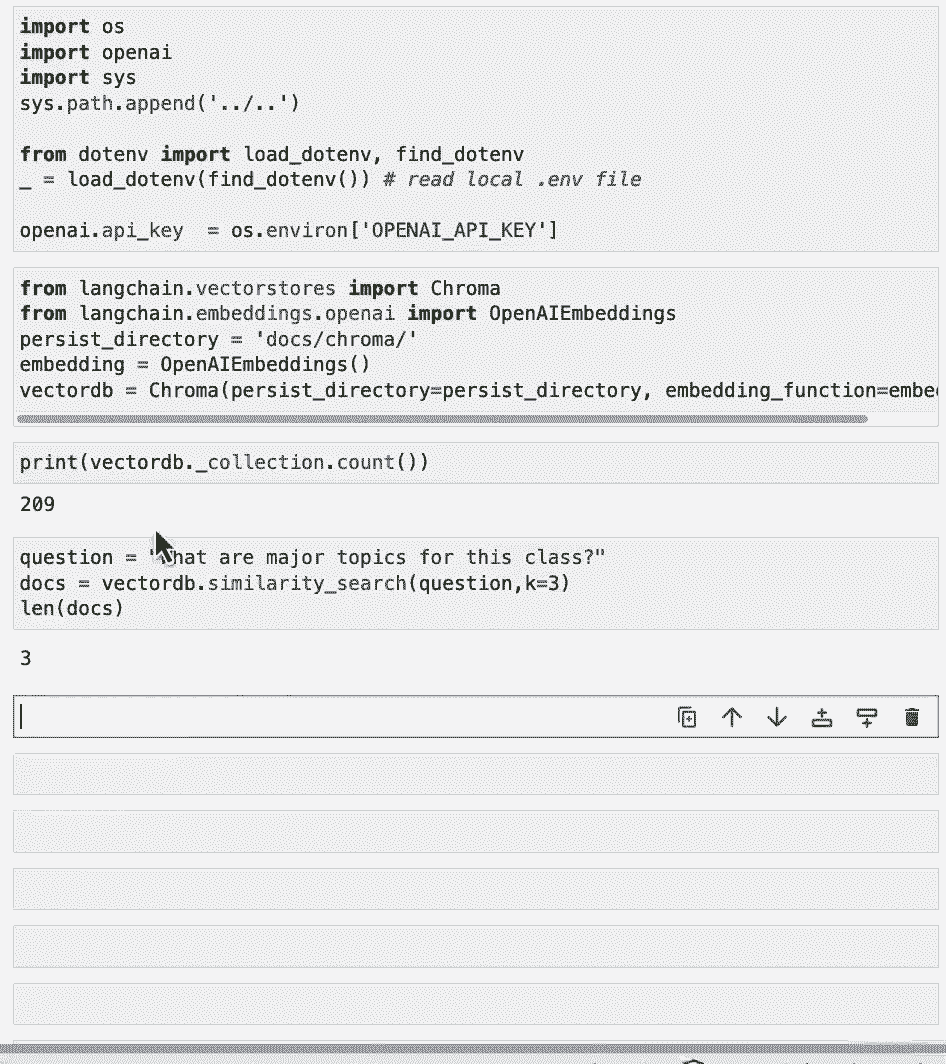 import os
import openai
import sys
sys.path.append('../..')
from dotenv import load_dotenv, find_dotenv
_ = load_dotenv(find_dotenv()) # read local .env file
openai.api_key  = os.environ['OPENAI_API_KEY']
from langchain.vectorstores import Chroma
from langchain.embeddings.openai import OpenAIEmbeddings
persist_directory = 'docs/chroma/'
embedding = OpenAIEmbeddings()
vectordb = Chroma(persist_directory=persist_directory, embedding_function=embe
print(vectordb._collection.count())
209
question = "What are major topics for this class?"
docs = vectordb.similarity_search(question,k=3)
len(docs)
3